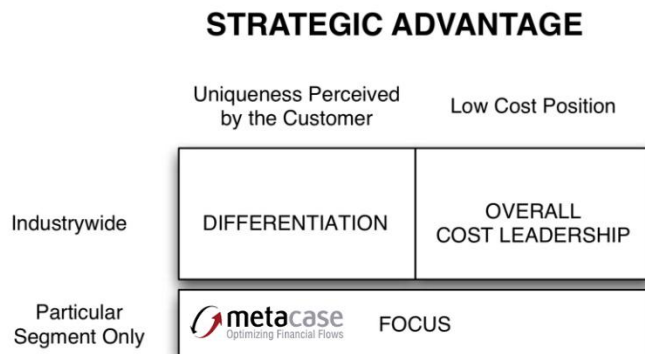 STRATEGIC ADVANTAGE
Uniqueness Perceived
by the Customer
Low Cost Position
Industrywide
DIFFERENTIATION
OVERALL
COST LEADERSHIP
Particular
Segment Only
metacase
Optimizing Financial Flows
FOCUS